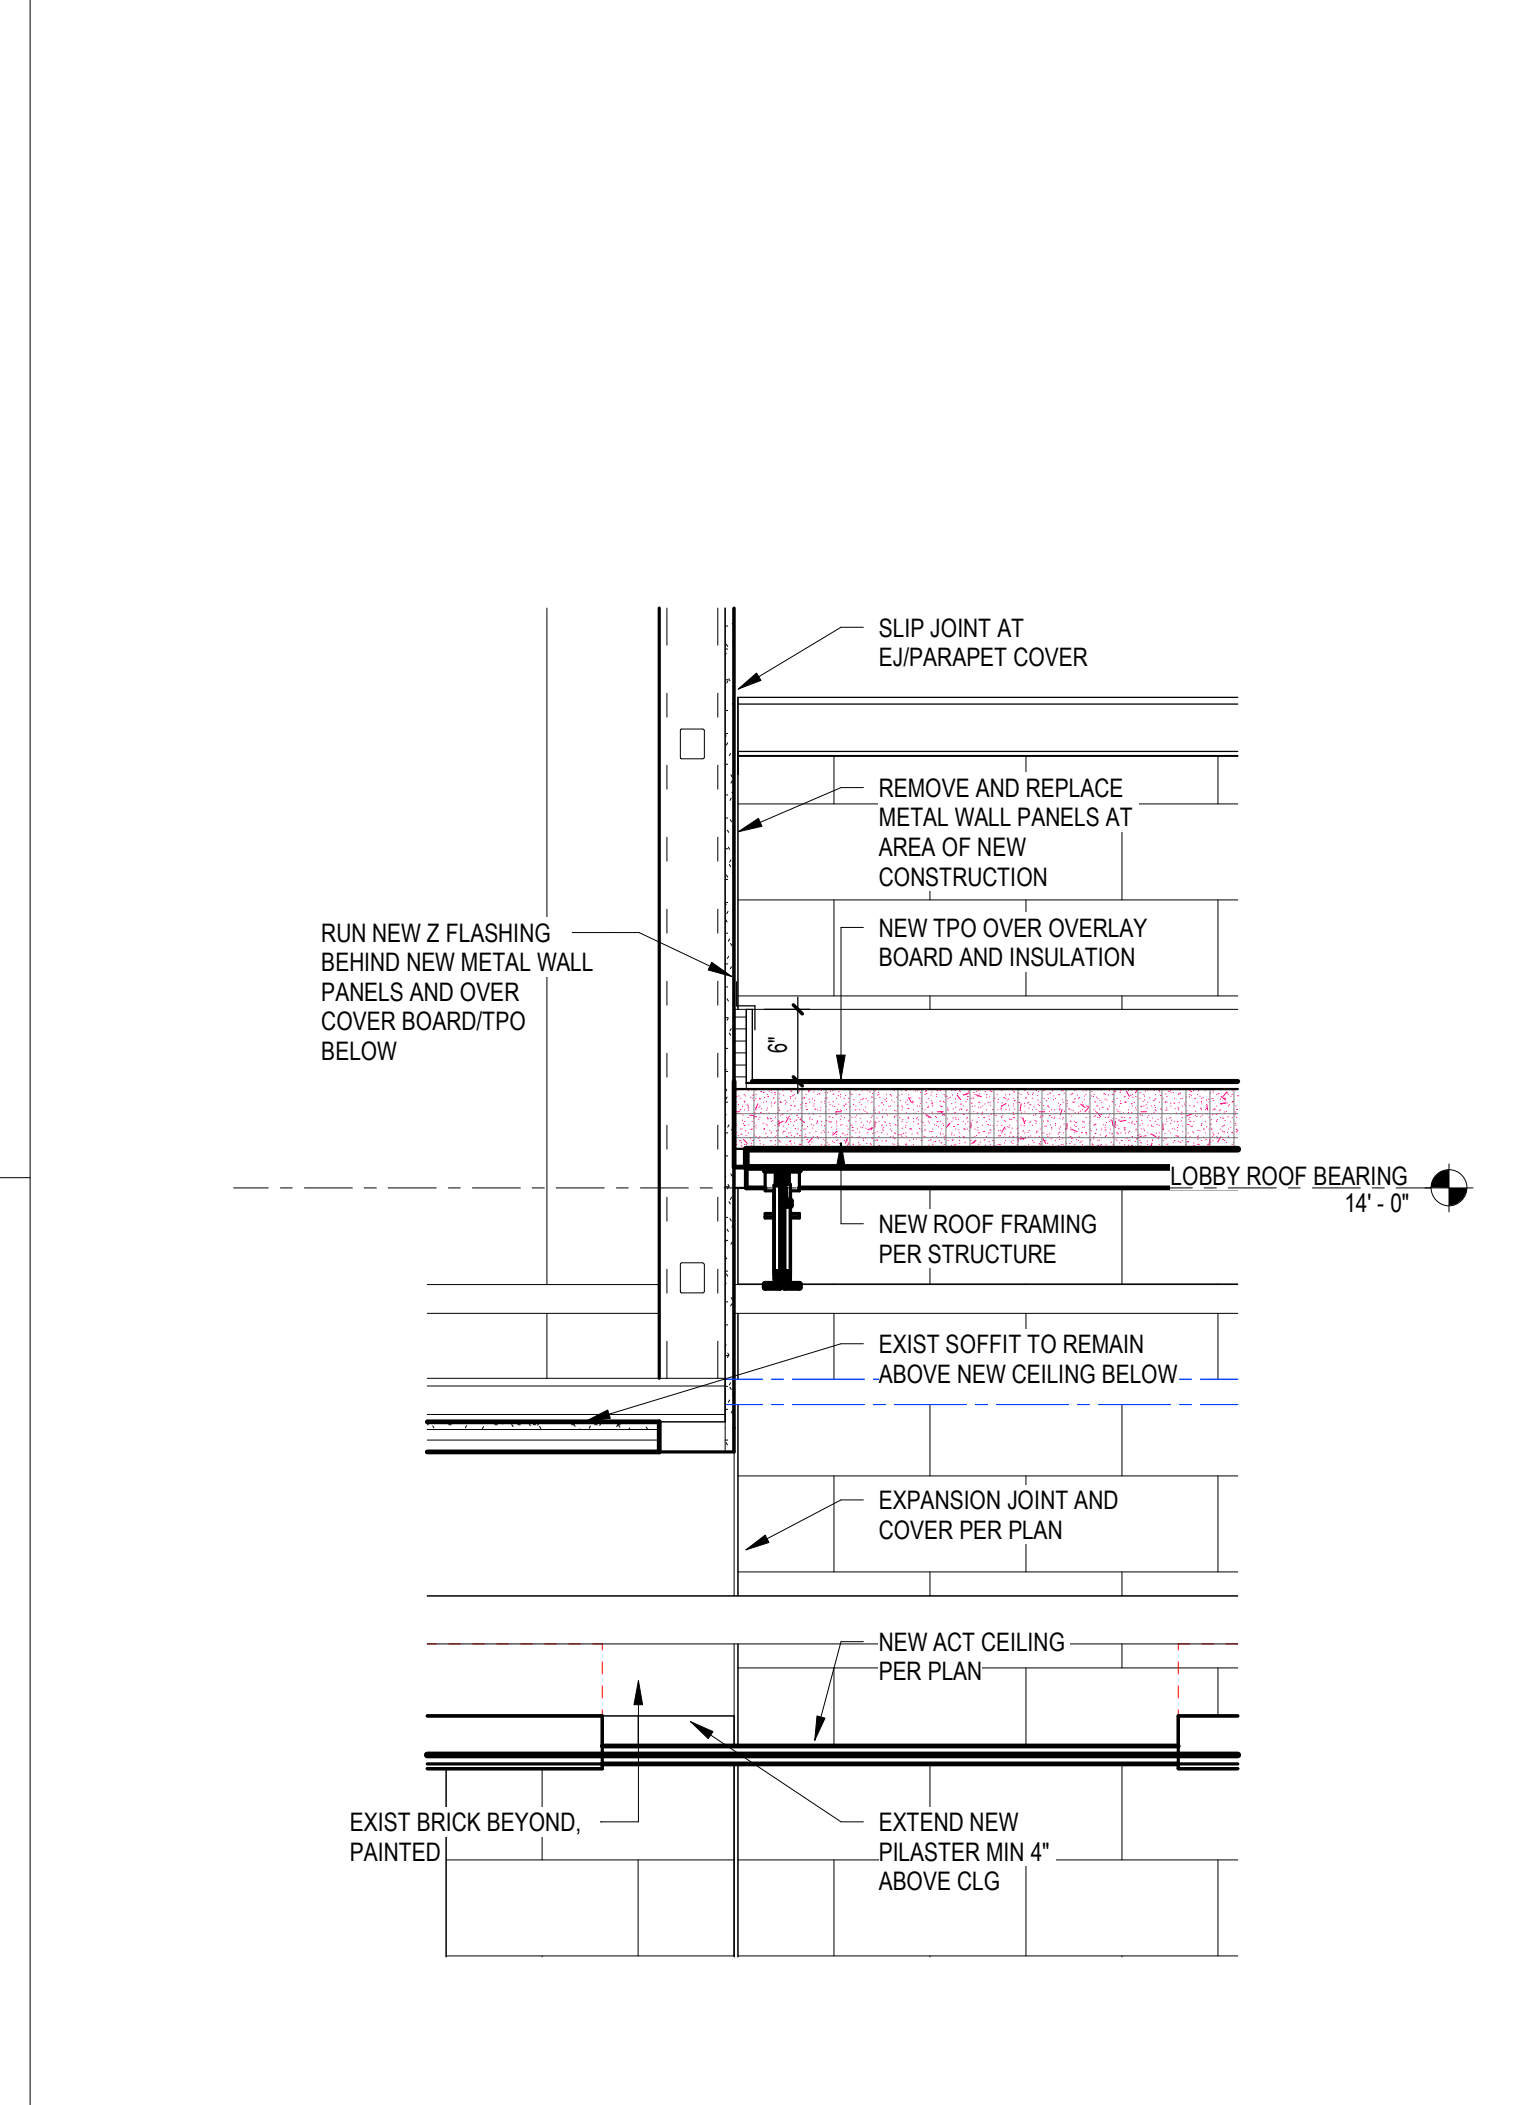 SLIP JOINT AT
EJ/PARAPET COVER
REMOVE AND REPLACE
METAL WALL PANELS AT
AREA OF NEW
CONSTRUCTION
RUN NEW Z FLASHING
BEHIND NEW METAL WALL
PANELS AND OVER
COVER BOARD/TPO
BELOW
NEW TPO OVER OVERLAY
BOARD AND INSULATION
6"
LOBBY ROOF BEARING
14' - 0"
NEW ROOF FRAMING
PER STRUCTURE
EXIST SOFFIT TO REMAIN
ABOVE NEW CEILING BELOW
EXPANSION JOINT AND
COVER PER PLAN
NEW ACT CEILING
PER PLAN
EXIST BRICK BEYOND,
PAINTED
EXTEND NEW
PILASTER MIN 4"
ABOVE CLG